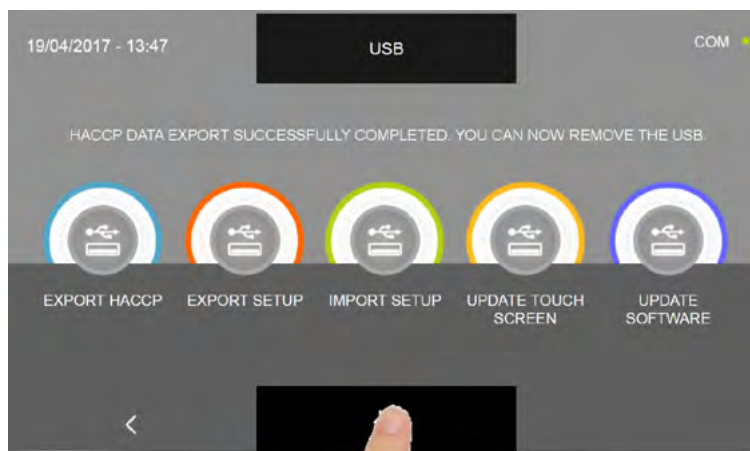 19/04/2017 - 13:47
USB
COM
HACCP DATA EXPORT SUCCESSFULLY COMPLETED. YOU CAN NOW REMOVE THE USB.
EXPORT HACCP
EXPORT SETUP
IMPORT SETUP
UPDATE TOUCH
SCREEN
UPDATE
SOFTWARE